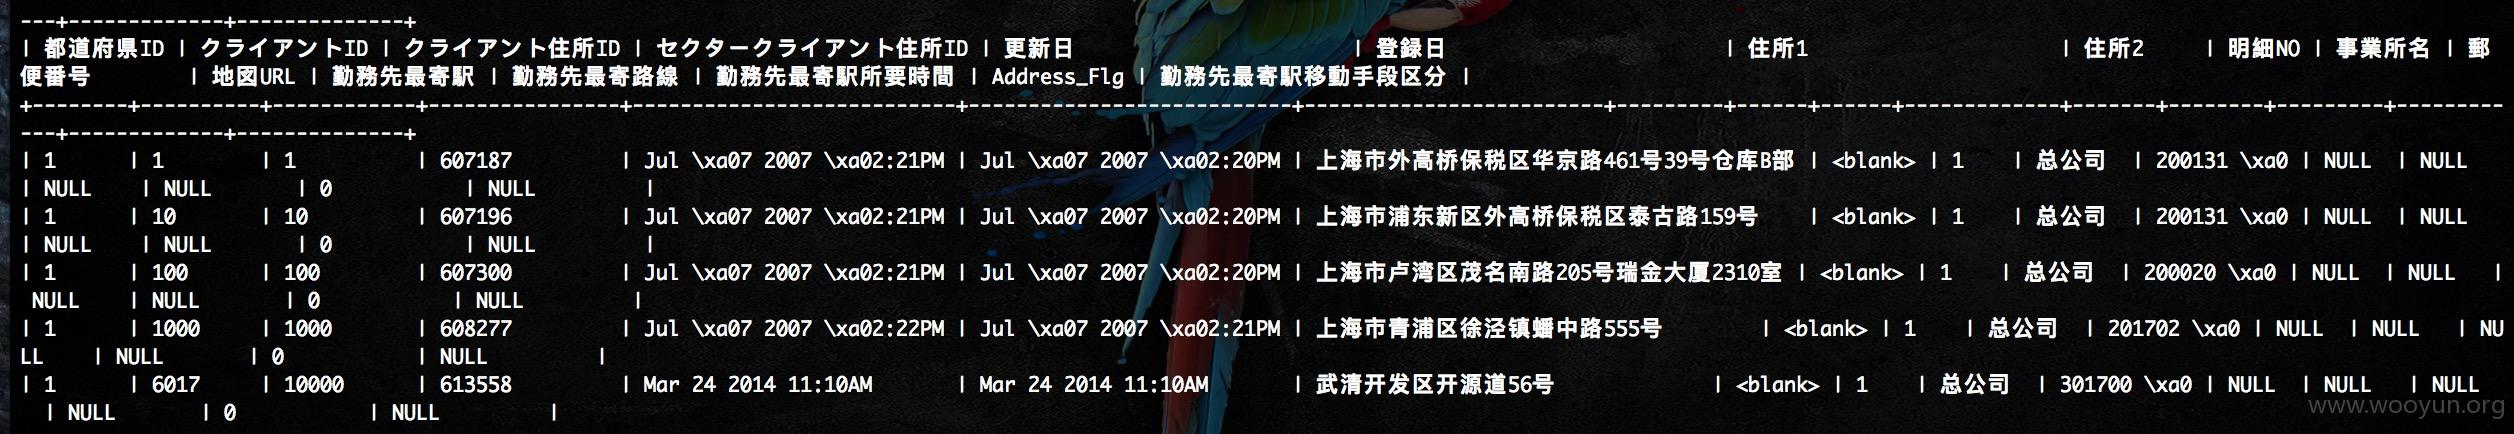 ---+-------------+--------------+
| 都道府県ID | クライアントID | クライアント住所ID | セクタークライアント住所ID | 更新日 | 登録日 | 住所1 | 住所2 | 明細NO | 事業所名 | 郵
便番号 | 地図URL | 勤務先最寄駅 | 勤務先最寄路線 | 勤務先最寄駅所要時間 | Address_Flg | 勤務先最寄駅移動手段区分 |
+--------+----------+-------------+----------------+---------------------------+---------------------------+-------------------------+---------+------+------+-------------+-------+--------+---------+---------
---+-------------+--------------+
| 1 | 1 | 1 | 607187 | Jul \xa07 2007 \xa02:21PM | Jul \xa07 2007 \xa02:20PM | 上海市外高桥保税区华京路461号39号仓库B部 | <blank> | 1 | 总公司 | 200131 \xa0 | NULL | NULL
| NULL | NULL | 0 | NULL |
| 1 | 10 | 10 | 607196 | Jul \xa07 2007 \xa02:21PM | Jul \xa07 2007 \xa02:20PM | 上海市浦东新区外高桥保税区泰古路159号 | <blank> | 1 | 总公司 | 200131 \xa0 | NULL | NULL
| NULL | NULL | 0 | NULL |
| 1 | 100 | 100 | 607300 | Jul \xa07 2007 \xa02:21PM | Jul \xa07 2007 \xa02:20PM | 上海市卢湾区茂名南路205号瑞金大厦2310室 | <blank> | 1 | 总公司 | 200020 \xa0 | NULL | NULL |
NULL | NULL | 0 | NULL |
| 1 | 1000 | 1000 | 608277 | Jul \xa07 2007 \xa02:22PM | Jul \xa07 2007 \xa02:21PM | 上海市青浦区徐泾镇蟠中路555号 | <blank> | 1 | 总公司 | 201702 \xa0 | NULL | NULL | NU
LL | NULL | 0 | NULL |
| 1 | 6017 | 10000 | 613558 | Mar 24 2014 11:10AM | Mar 24 2014 11:10AM | 武清开发区开源道56号 | <blank> | 1 | 总公司 | 301700 \xa0 | NULL | NULL | NULL
| NULL | 0 | NULL |
www.wooyun.org